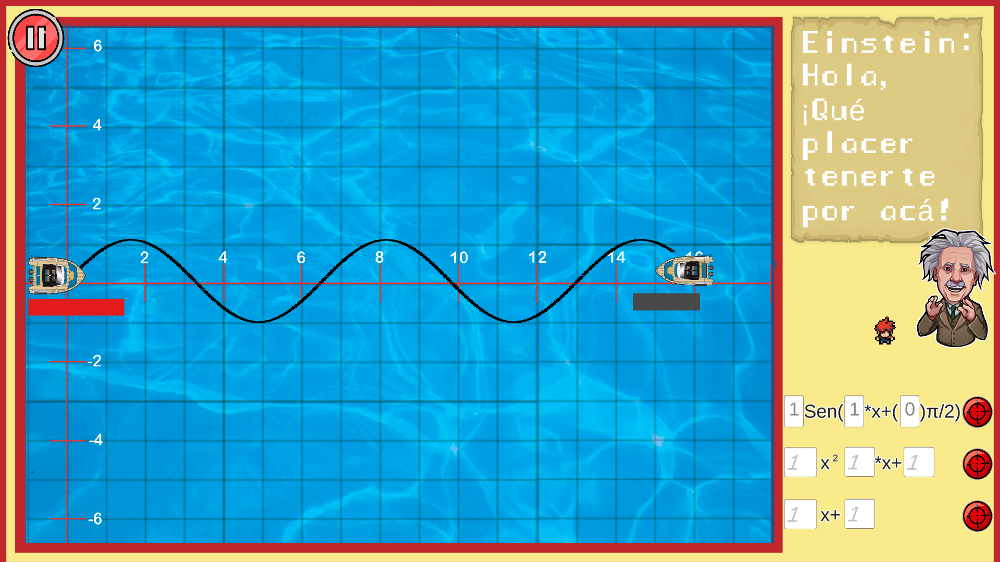 Einstein:
Hola,
¡Qué
placer
tenerte
por acá!
6
4
2
2 4 6 8 10 12 14 16
-2
-4
-6
1 Sen( 1 *x+( 0 )π/2)
1 x² 1 *x+ 1
1 x+ 1